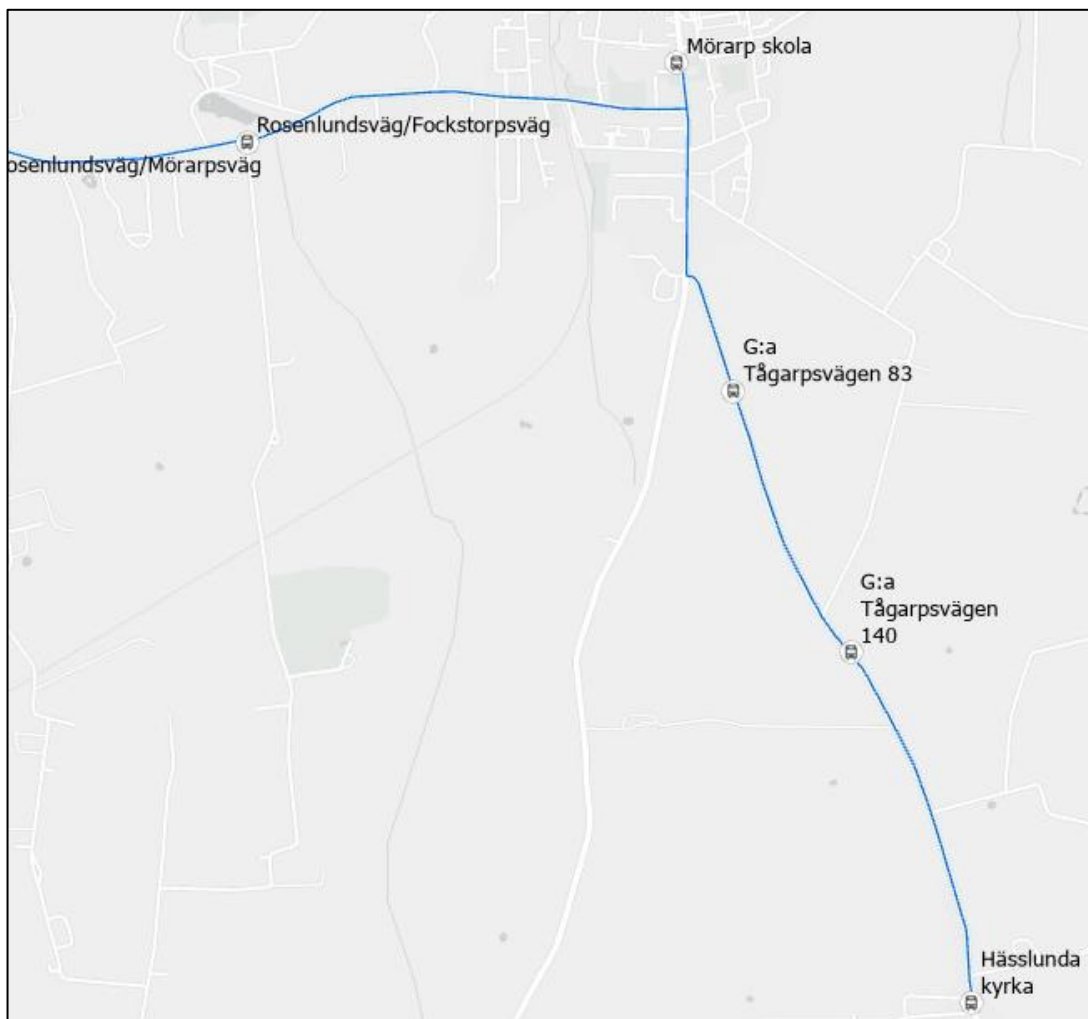 Mörarp skola
Rosenlundsväg/Fockstorpsväg
osenlundsväg/Mörarpsväg
G:a
Tågarpsvägen 83
G:a
Tågarpsvägen
140
Hässlunda
kyrka